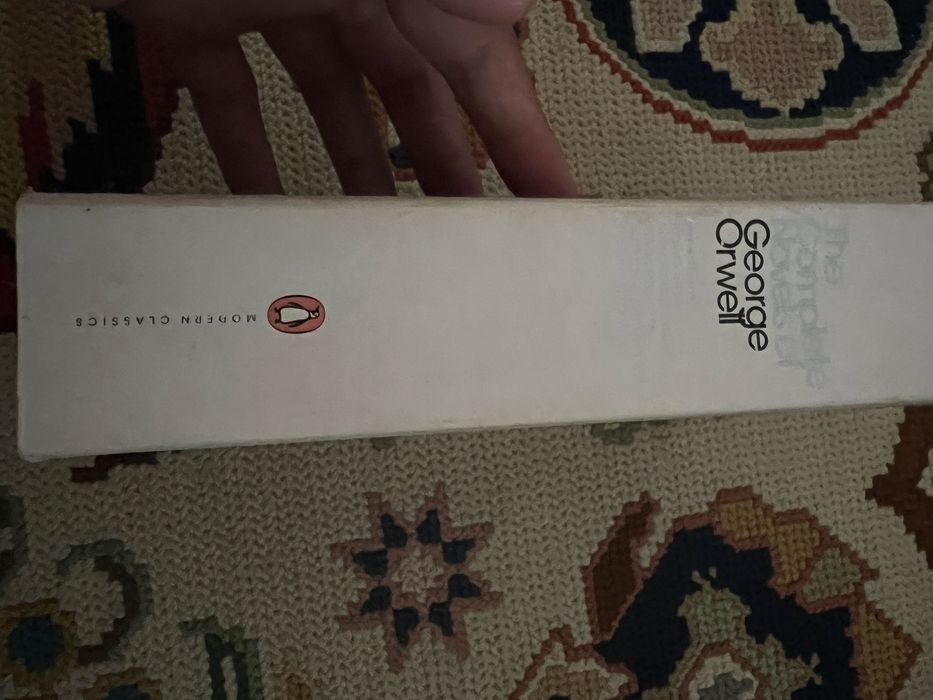 The
Complete
Novels of
George
Orwell
MODERN CLASSICS